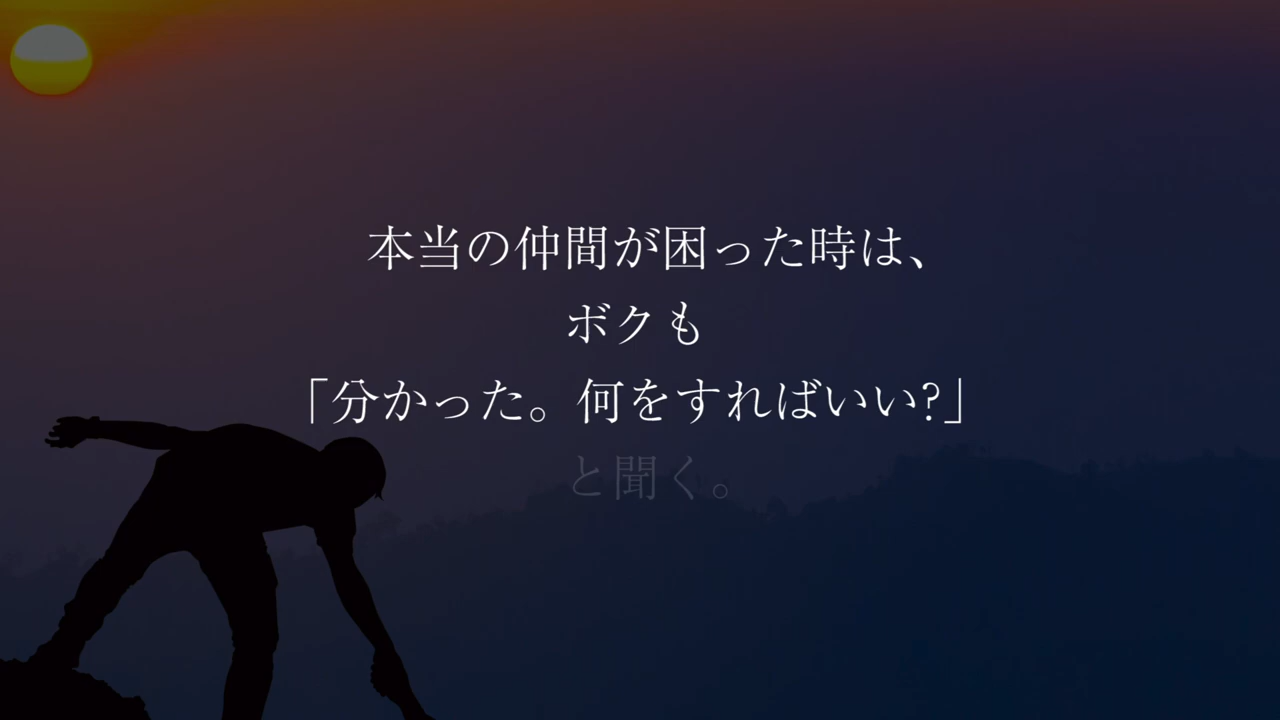 本当の仲間が困った時は、
ボクも
「分かった。何をすればいい?」
と聞く。